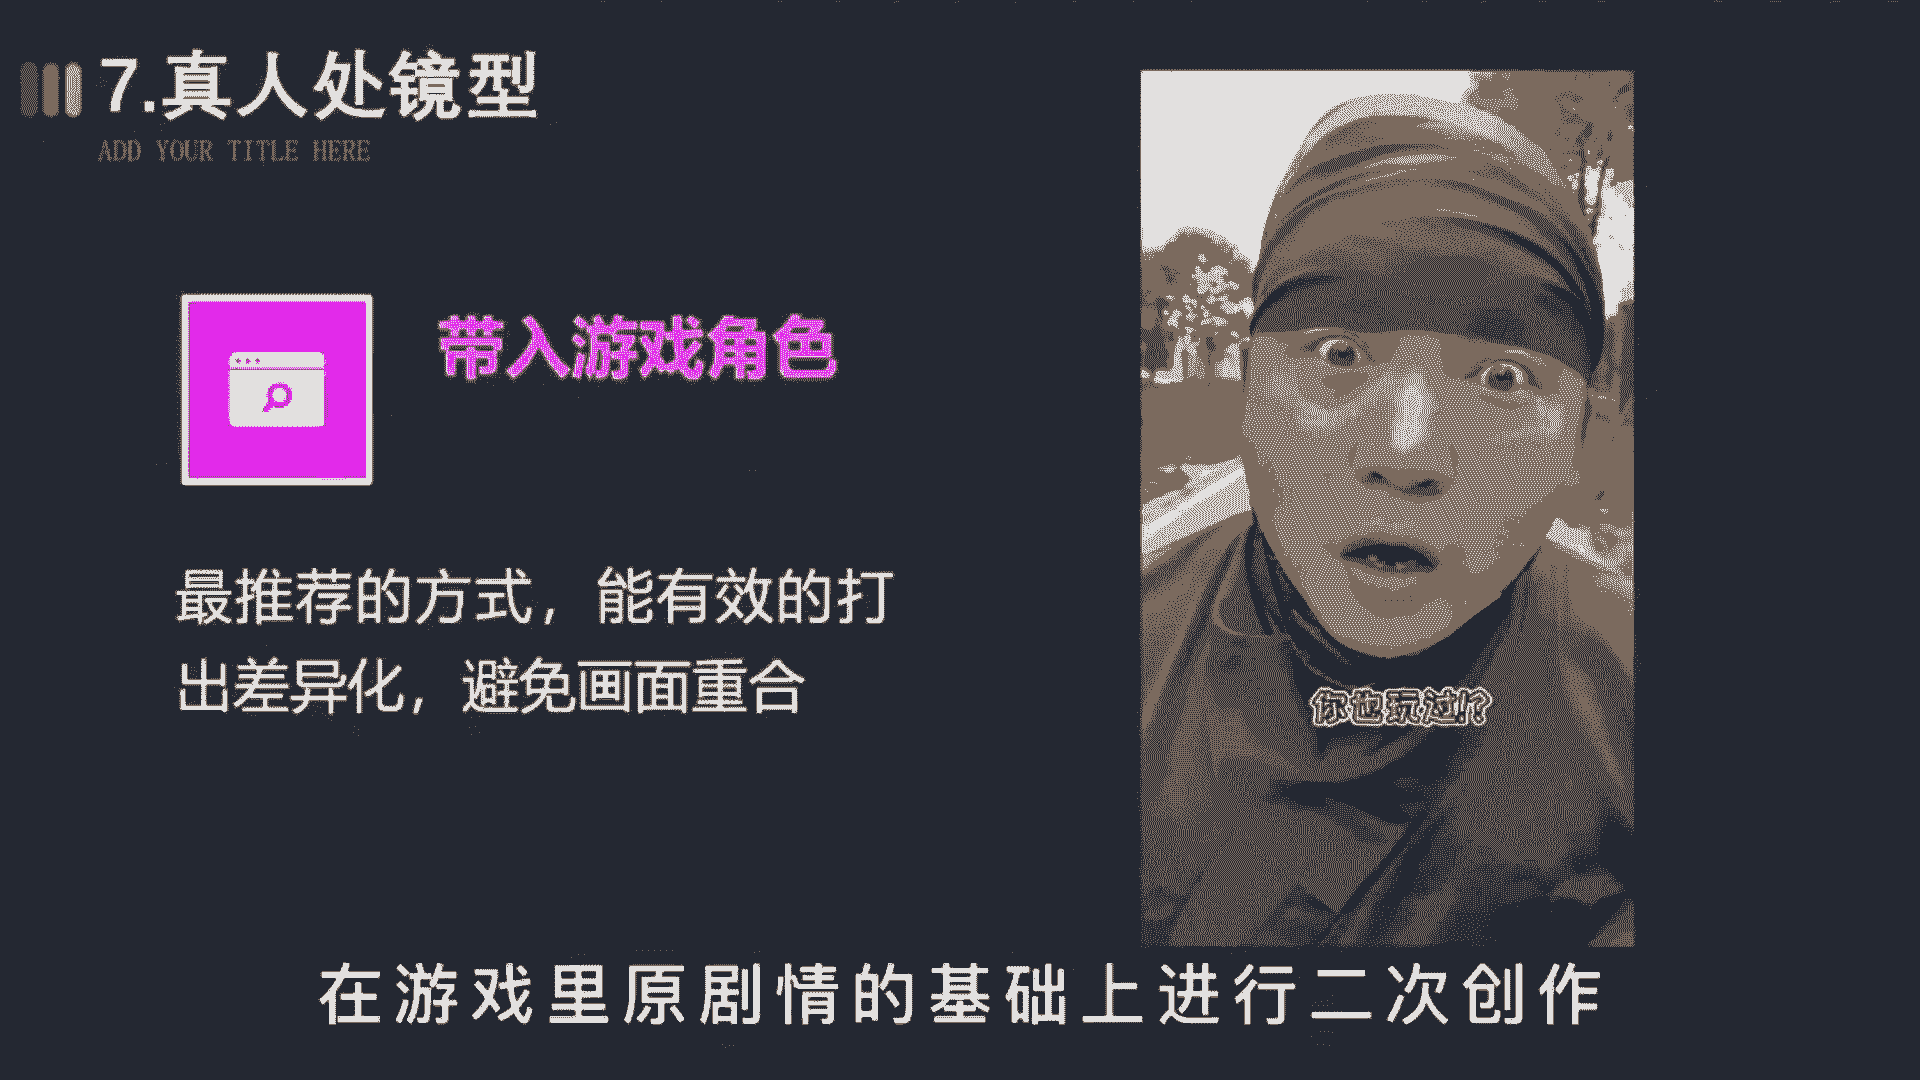 7.真人处镜型
ADD YOUR TITLE HERE
带入游戏角色
最推荐的方式，能有效的打
出差异化，避免画面重合
你也玩过!?
在游戏里原剧情的基础上进行二次创作